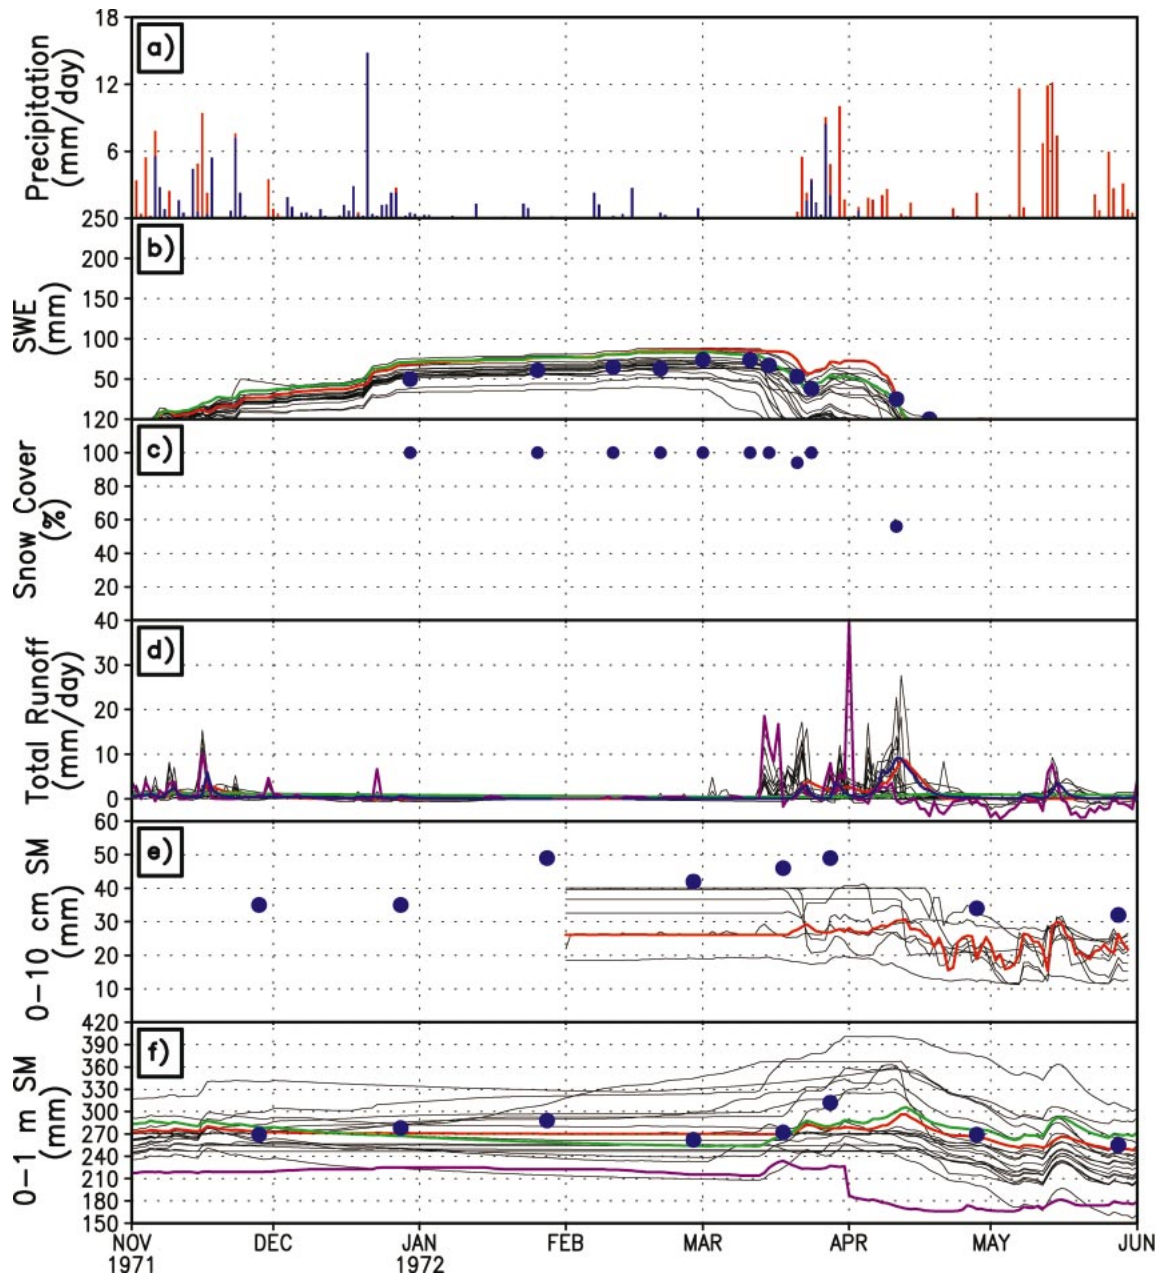 18
a)
12
6
Precipitation
(mm/day)
250
b)
200
150
100
50
SWE
(mm)
120
c)
100
80
60
40
20
Snow Cover
(%)
40
d)
30
20
10
0
Total Runoff
(mm/day)
60
e)
50
40
30
20
10
0–10 cm SM
(mm)
420
f)
390
360
330
300
270
240
210
180
150
0–1 m SM
(mm)
NOV DEC JAN FEB MAR APR MAY JUN
1971 1972